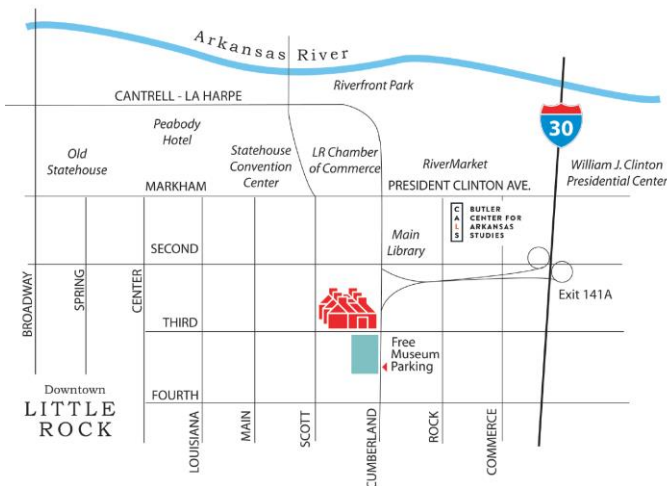 Arkansas River
Riverfront Park
CANTRELL - LA HARPE
30
Peabody
Hotel
Old
Statehouse
Statehouse
Convention
Center
LR Chamber
of Commerce
RiverMarket
William J. Clinton
Presidential Center
MARKHAM
PRESIDENT CLINTON AVE.
CALS
BUTLER
CENTER FOR
ARKANSAS
STUDIES
Main
Library
SECOND
BROADWAY
SPRING
CENTER
Exit 141A
THIRD
Free
Museum
Parking
Downtown
LITTLE
ROCK
FOURTH
LOUISIANA
MAIN
SCOTT
CUMBERLAND
ROCK
COMMERCE